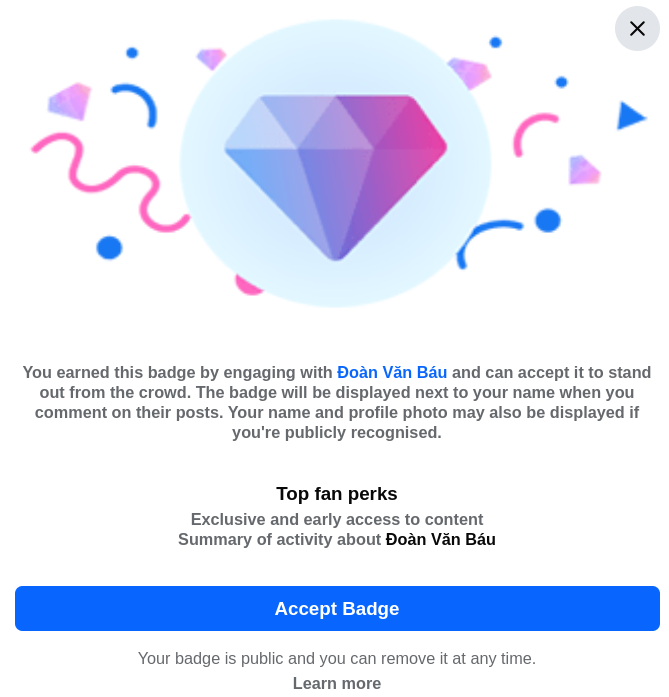 You earned this badge by engaging with Đoàn Văn Báu and can accept it to stand
out from the crowd. The badge will be displayed next to your name when you
comment on their posts. Your name and profile photo may also be displayed if
you're publicly recognised.
Top fan perks
Exclusive and early access to content
Summary of activity about Đoàn Văn Báu
Accept Badge
Your badge is public and you can remove it at any time.
Learn more